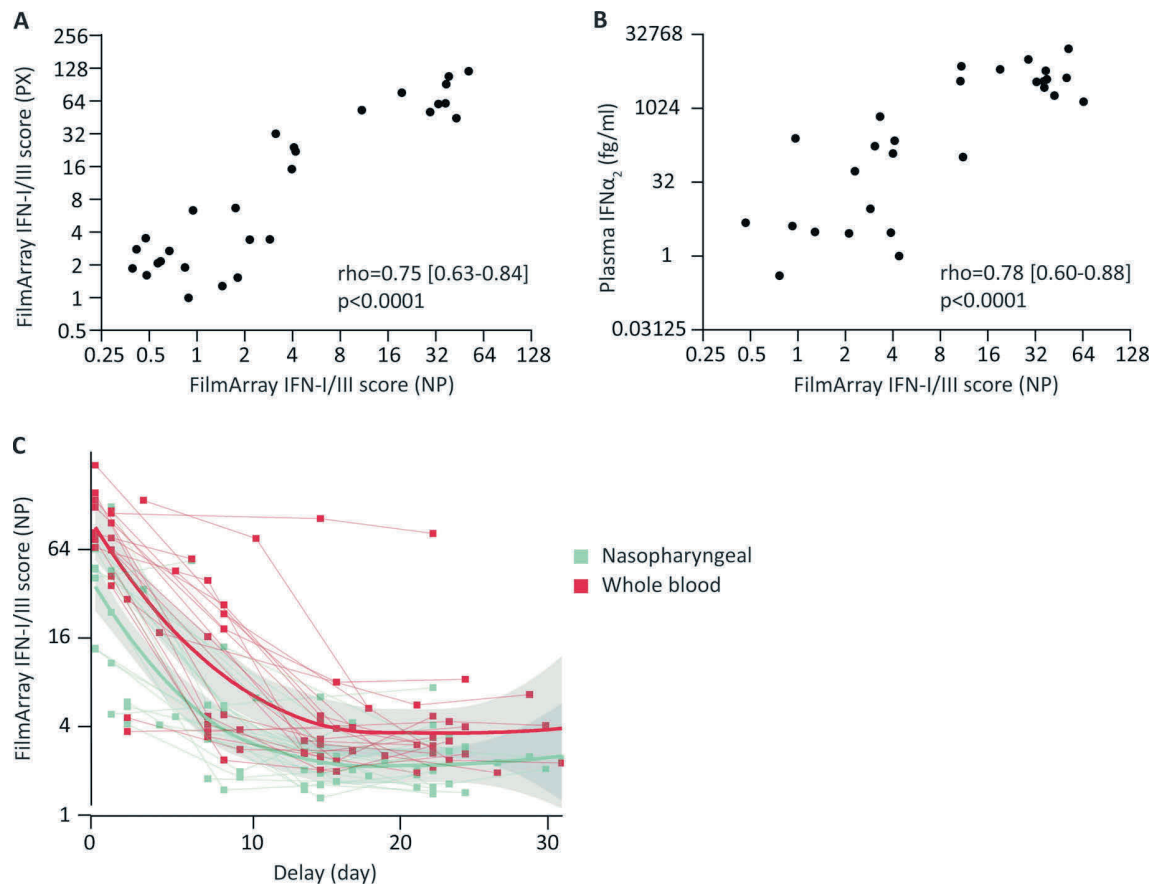 A
FilmArray IFN-I/III score (PX)
256
128
64
32
16
8
4
2
1
0.5
rho=0.75 [0.63-0.84]
p<0.0001
0.25 0.5 1 2 4 8 16 32 64 128
FilmArray IFN-I/III score (NP)
B
Plasma IFNα2 (fg/ml)
32768
1024
32
1
0.03125
rho=0.78 [0.60-0.88]
p<0.0001
0.25 0.5 1 2 4 8 16 32 64 128
FilmArray IFN-I/III score (NP)
C
FilmArray IFN-I/III score (NP)
64
16
4
1
0 10 20 30
Delay (day)
Nasopharyngeal
Whole blood